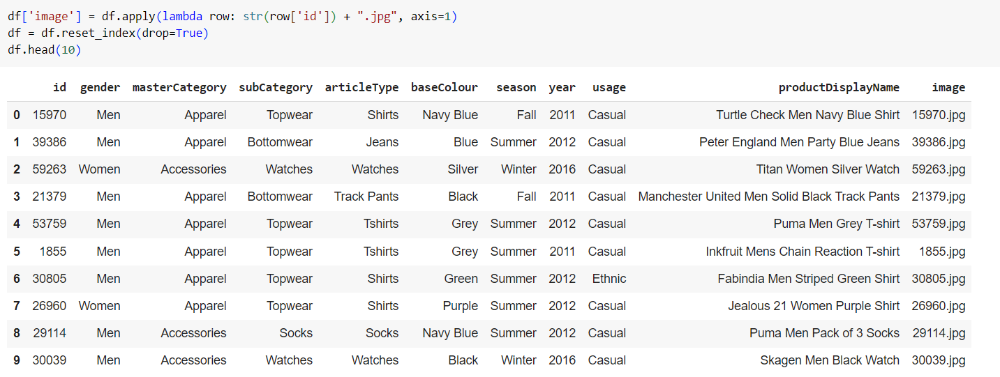 df['image'] = df.apply(lambda row: str(row['id']) + ".jpg", axis=1)
df = df.reset_index(drop=True)
df.head(10)
id gender masterCategory subCategory articleType baseColour season year usage productDisplayName image
0 15970 Men Apparel Topwear Shirts Navy Blue Fall 2011 Casual Turtle Check Men Navy Blue Shirt 15970.jpg
1 39386 Men Apparel Bottomwear Jeans Blue Summer 2012 Casual Peter England Men Party Blue Jeans 39386.jpg
2 59263 Women Accessories Watches Watches Silver Winter 2016 Casual Titan Women Silver Watch 59263.jpg
3 21379 Men Apparel Bottomwear Track Pants Black Fall 2011 Casual Manchester United Men Solid Black Track Pants 21379.jpg
4 53759 Men Apparel Topwear Tshirts Grey Summer 2012 Casual Puma Men Grey T-shirt 53759.jpg
5 1855 Men Apparel Topwear Tshirts Grey Summer 2011 Casual Inkfruit Mens Chain Reaction T-shirt 1855.jpg
6 30805 Men Apparel Topwear Shirts Green Summer 2012 Ethnic Fabindia Men Striped Green Shirt 30805.jpg
7 26960 Women Apparel Topwear Shirts Purple Summer 2012 Casual Jealous 21 Women Purple Shirt 26960.jpg
8 29114 Men Accessories Socks Socks Navy Blue Summer 2012 Casual Puma Men Pack of 3 Socks 29114.jpg
9 30039 Men Accessories Watches Watches Black Winter 2016 Casual Skagen Men Black Watch 30039.jpg